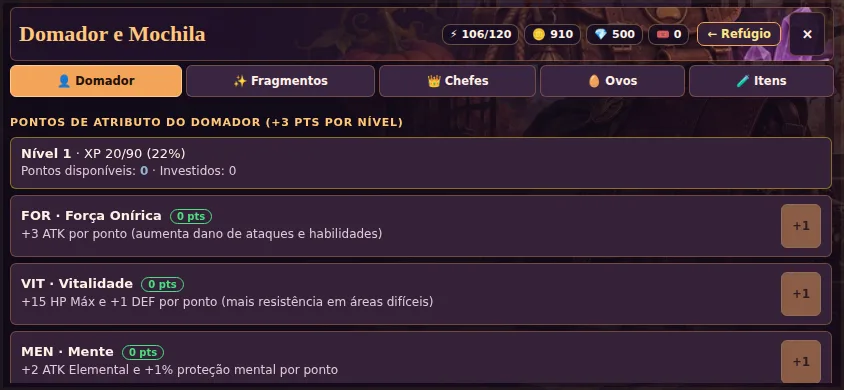 Domador e Mochila
⚡ 106/120
🪙 910
💎 500
🎟️ 0
← Refúgio
×
👤 Domador
✨ Fragmentos
👑 Chefes
🥚 Ovos
🧪 Itens
PONTOS DE ATRIBUTO DO DOMADOR (+3 PTS POR NÍVEL)
Nível 1 · XP 20/90 (22%)
Pontos disponíveis: 0 · Investidos: 0
FOR · Força Onírica 0 pts
+3 ATK por ponto (aumenta dano de ataques e habilidades)
+1
VIT · Vitalidade 0 pts
+15 HP Máx e +1 DEF por ponto (mais resistência em áreas difíceis)
+1
MEN · Mente 0 pts
+2 ATK Elemental e +1% proteção mental por ponto
+1